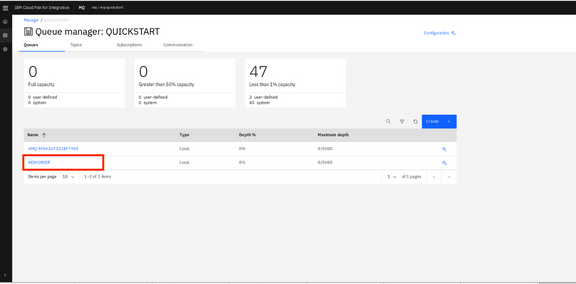 IBM Cloud Pak for Integration MQ mq | mq-quickstart
Manage /
Queue manager: QUICKSTART
Configuration
Queues Topics Subscriptions Communication
0 0 47
Full capacity Greater than 50% capacity Less than 1% capacity
0 user-defined 0 user-defined 2 user-defined
0 system 0 system 45 system
Create
Name Type Depth % Maximum depth
Local 0% 0/5000
NEWORDER Local 0% 0/5000
Items per page 10 1–2 of 2 items 1 of 1 pages